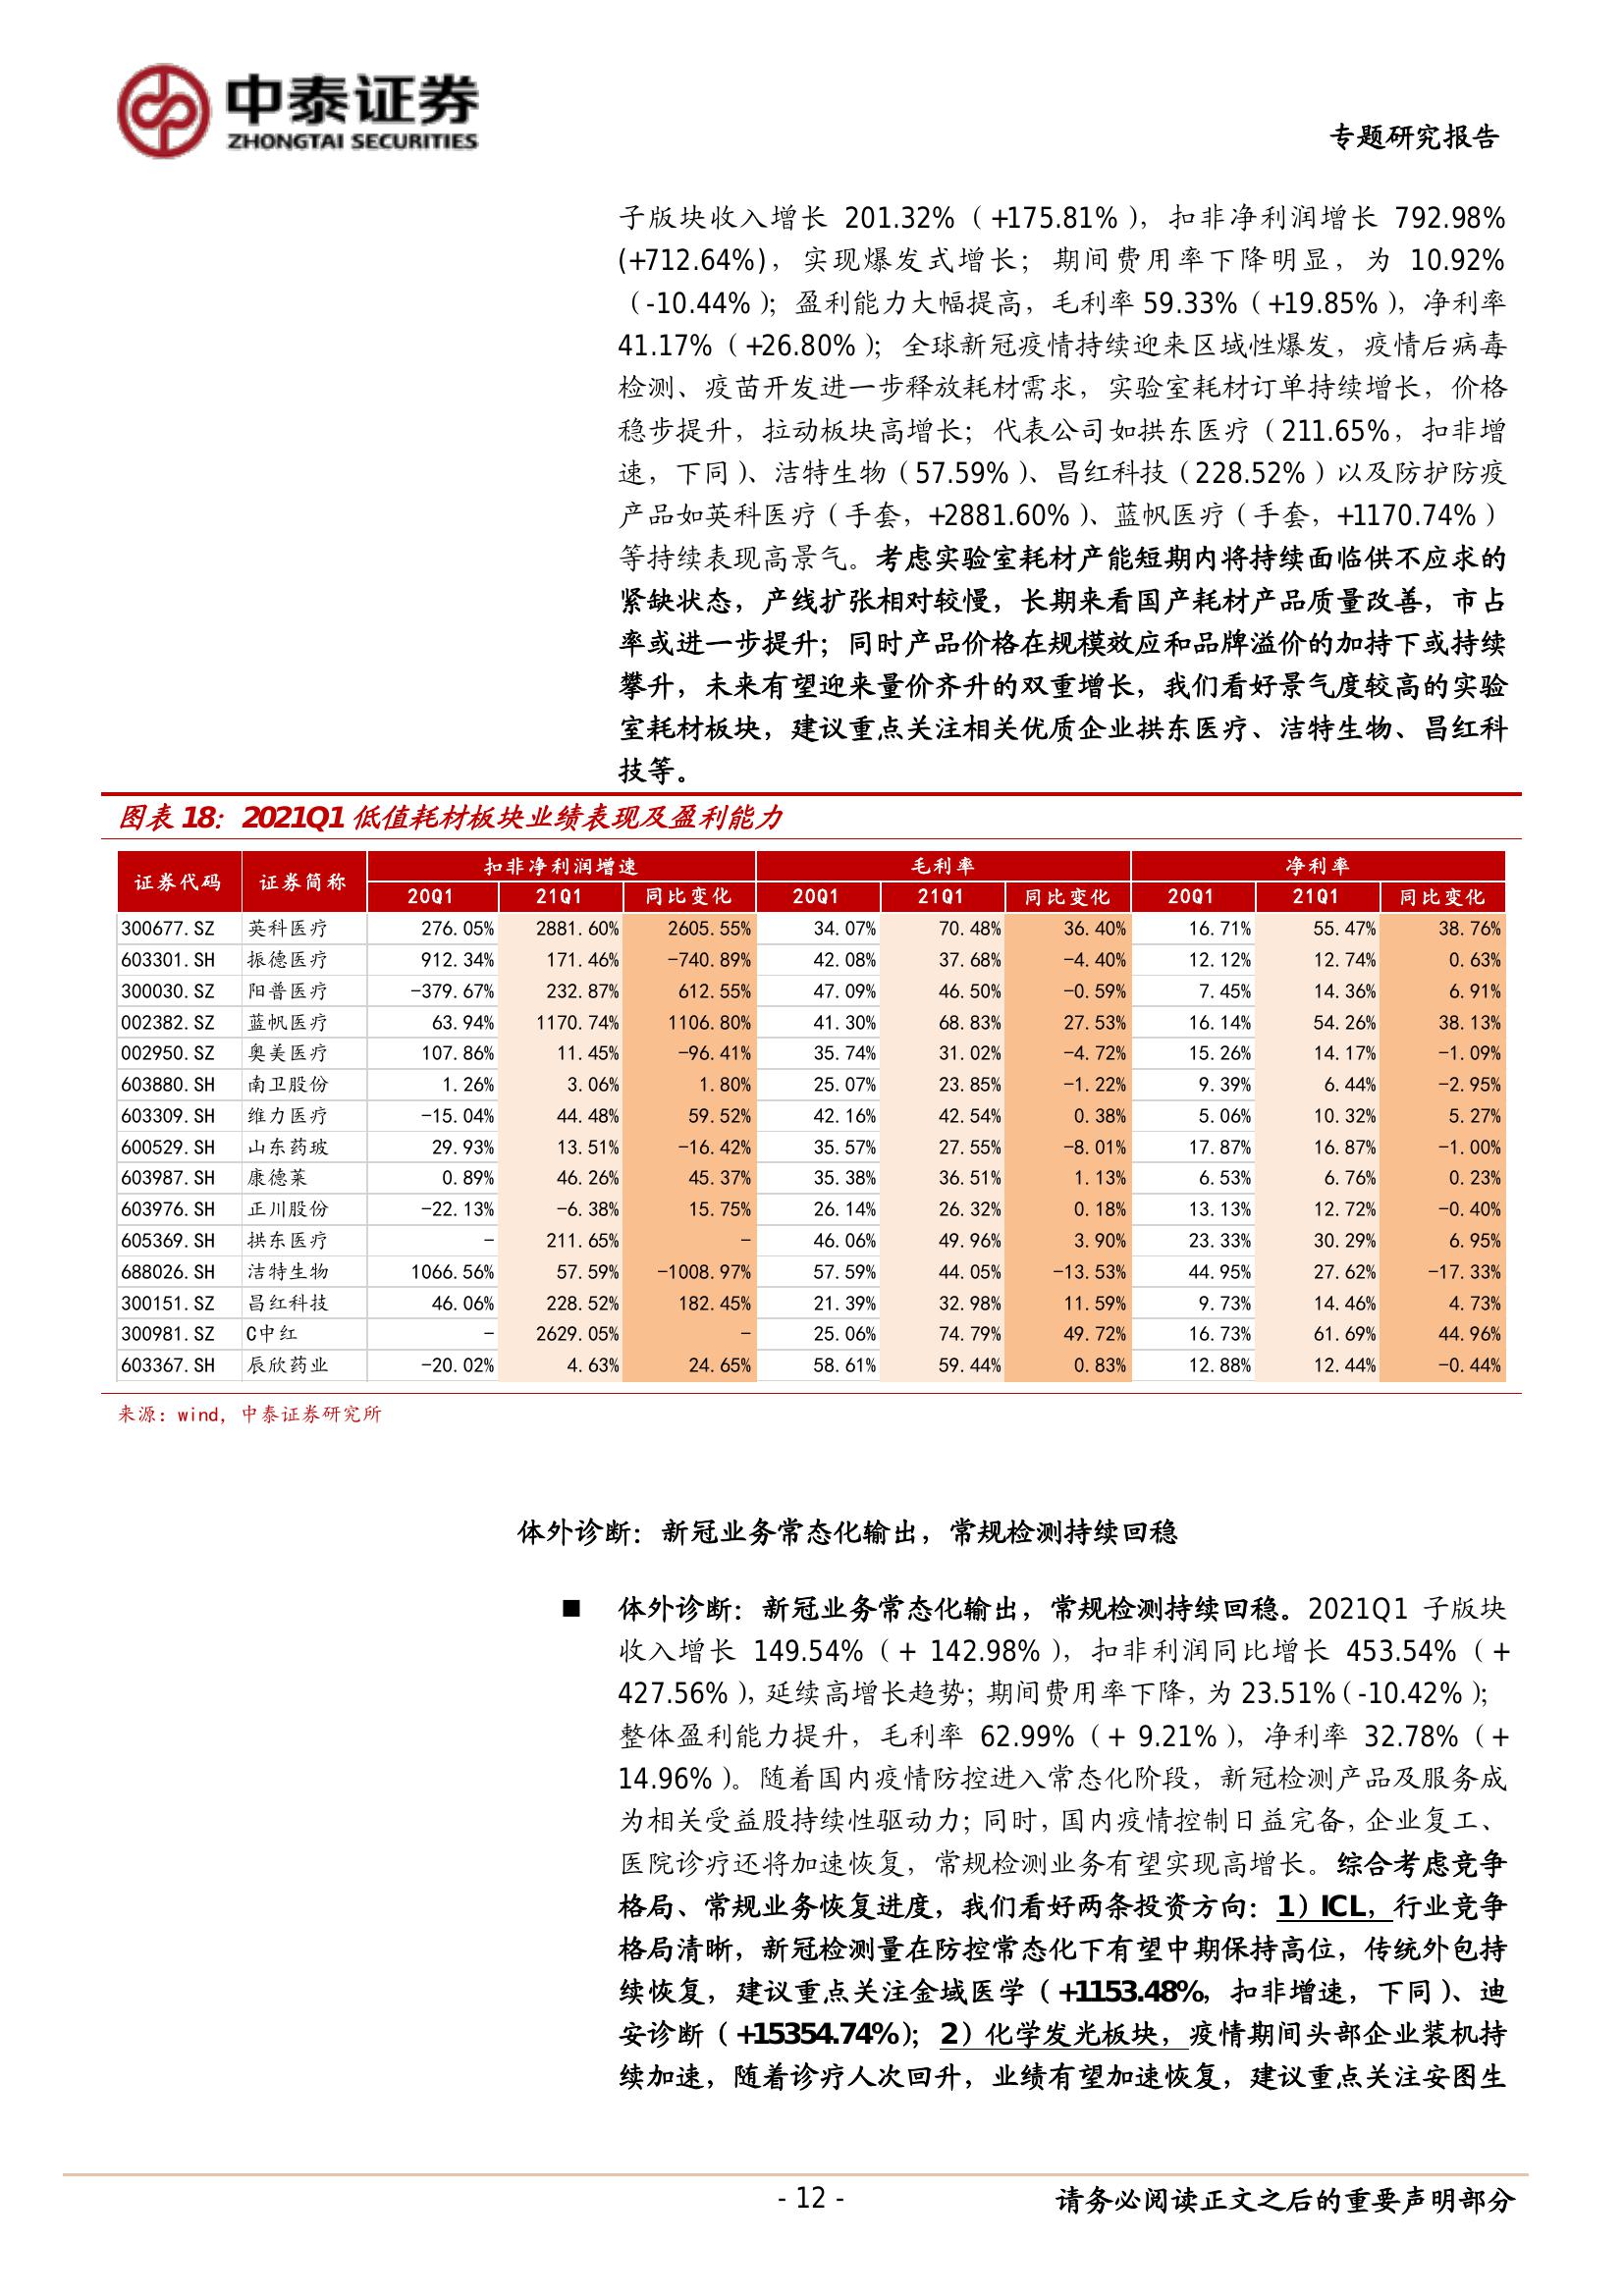 中泰证券
ZHONGTAI SECURITIES
专题研究报告
子版块收入增长 201.32%（+175.81%），扣非净利润增长 792.98%
(+712.64%)，实现爆发式增长；期间费用率下降明显，为 10.92%
（-10.44%）；盈利能力大幅提高，毛利率 59.33%（+19.85%），净利率
41.17%（+26.80%）；全球新冠疫情持续迎来区域性爆发，疫情后病毒
检测、疫苗开发进一步释放耗材需求，实验室耗材订单持续增长，价格
稳步提升，拉动板块高增长；代表公司如拱东医疗（211.65%，扣非增
速，下同）、洁特生物（57.59%）、昌红科技（228.52%）以及防护防疫
产品如英科医疗（手套，+2881.60%）、蓝帆医疗（手套，+1170.74%）
等持续表现高景气。考虑实验室耗材产能短期内将持续面临供不应求的
紧缺状态，产线扩张相对较慢，长期来看国产耗材产品质量改善，市占
率或进一步提升；同时产品价格在规模效应和品牌溢价的加持下或持续
攀升，未来有望迎来量价齐升的双重增长，我们看好景气度较高的实验
室耗材板块，建议重点关注相关优质企业拱东医疗、洁特生物、昌红科
技等。
图表 18：2021Q1 低值耗材板块业绩表现及盈利能力
证券代码 证券简称 扣非净利润增速 毛利率 净利率
20Q1 21Q1 同比变化 20Q1 21Q1 同比变化 20Q1 21Q1 同比变化
300677.SZ 英科医疗 276.05% 2881.60% 2605.55% 34.07% 70.48% 36.40% 16.71% 55.47% 38.76%
603301.SH 振德医疗 912.34% 171.46% -740.89% 42.08% 37.68% -4.40% 12.12% 12.74% 0.63%
300030.SZ 阳普医疗 -379.67% 232.87% 612.55% 47.09% 46.50% -0.59% 7.45% 14.36% 6.91%
002382.SZ 蓝帆医疗 63.94% 1170.74% 1106.80% 41.30% 68.83% 27.53% 16.14% 54.26% 38.13%
002950.SZ 奥美医疗 107.86% 11.45% -96.41% 35.74% 31.02% -4.72% 15.26% 14.17% -1.09%
603880.SH 南卫股份 1.26% 3.06% 1.80% 25.07% 23.85% -1.22% 9.39% 6.44% -2.95%
603309.SH 维力医疗 -15.04% 44.48% 59.52% 42.16% 42.54% 0.38% 5.06% 10.32% 5.27%
600529.SH 山东药玻 29.93% 13.51% -16.42% 35.57% 27.55% -8.01% 17.87% 16.87% -1.00%
603987.SH 康德莱 0.89% 46.26% 45.37% 35.38% 36.51% 1.13% 6.53% 6.76% 0.23%
603976.SH 正川股份 -22.13% -6.38% 15.75% 26.14% 26.32% 0.18% 13.13% 12.72% -0.40%
605369.SH 拱东医疗 - 211.65% - 46.06% 49.96% 3.90% 23.33% 30.29% 6.95%
688026.SH 洁特生物 1066.56% 57.59% -1008.97% 57.59% 44.05% -13.53% 44.95% 27.62% -17.33%
300151.SZ 昌红科技 46.06% 228.52% 182.45% 21.39% 32.98% 11.59% 9.73% 14.46% 4.73%
300981.SZ C中红 - 2629.05% - 25.06% 74.79% 49.72% 16.73% 61.69% 44.96%
603367.SH 辰欣药业 -20.02% 4.63% 24.65% 58.61% 59.44% 0.83% 12.88% 12.44% -0.44%
来源：wind，中泰证券研究所
体外诊断：新冠业务常态化输出，常规检测持续回稳
■ 体外诊断：新冠业务常态化输出，常规检测持续回稳。2021Q1 子版块
收入增长 149.54%（+ 142.98%），扣非利润同比增长 453.54%（+
427.56%），延续高增长趋势；期间费用率下降，为 23.51%（-10.42%）；
整体盈利能力提升，毛利率 62.99%（+ 9.21%），净利率 32.78%（+
14.96%）。随着国内疫情防控进入常态化阶段，新冠检测产品及服务成
为相关受益股持续性驱动力；同时，国内疫情控制日益完备，企业复工、
医院诊疗还将加速恢复，常规检测业务有望实现高增长。综合考虑竞争
格局、常规业务恢复进度，我们看好两条投资方向：1）ICL，行业竞争
格局清晰，新冠检测量在防控常态化下有望中期保持高位，传统外包持
续恢复，建议重点关注金域医学（+1153.48%，扣非增速，下同）、迪
安诊断（+15354.74%）；2）化学发光板块，疫情期间头部企业装机持
续加速，随着诊疗人次回升，业绩有望加速恢复，建议重点关注安图生
- 12 -
请务必阅读正文之后的重要声明部分